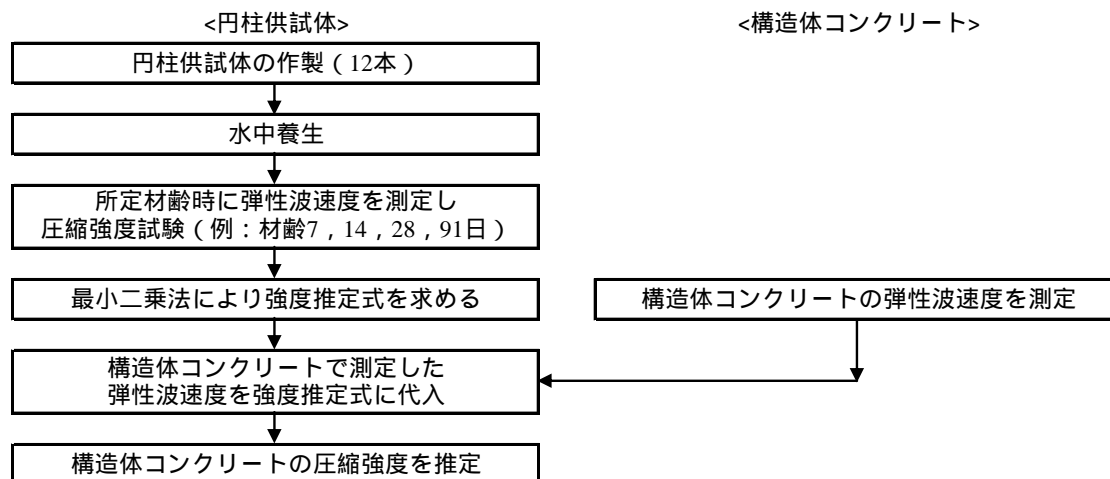 <円柱供試体>
<構造体コンクリート>
円柱供試体の作製（12本）
水中養生
所定材齢時に弾性波速度を測定し
圧縮強度試験（例：材齢7，14，28，91日）
最小二乗法により強度推定式を求める
構造体コンクリートの弾性波速度を測定
構造体コンクリートで測定した
弾性波速度を強度推定式に代入
構造体コンクリートの圧縮強度を推定